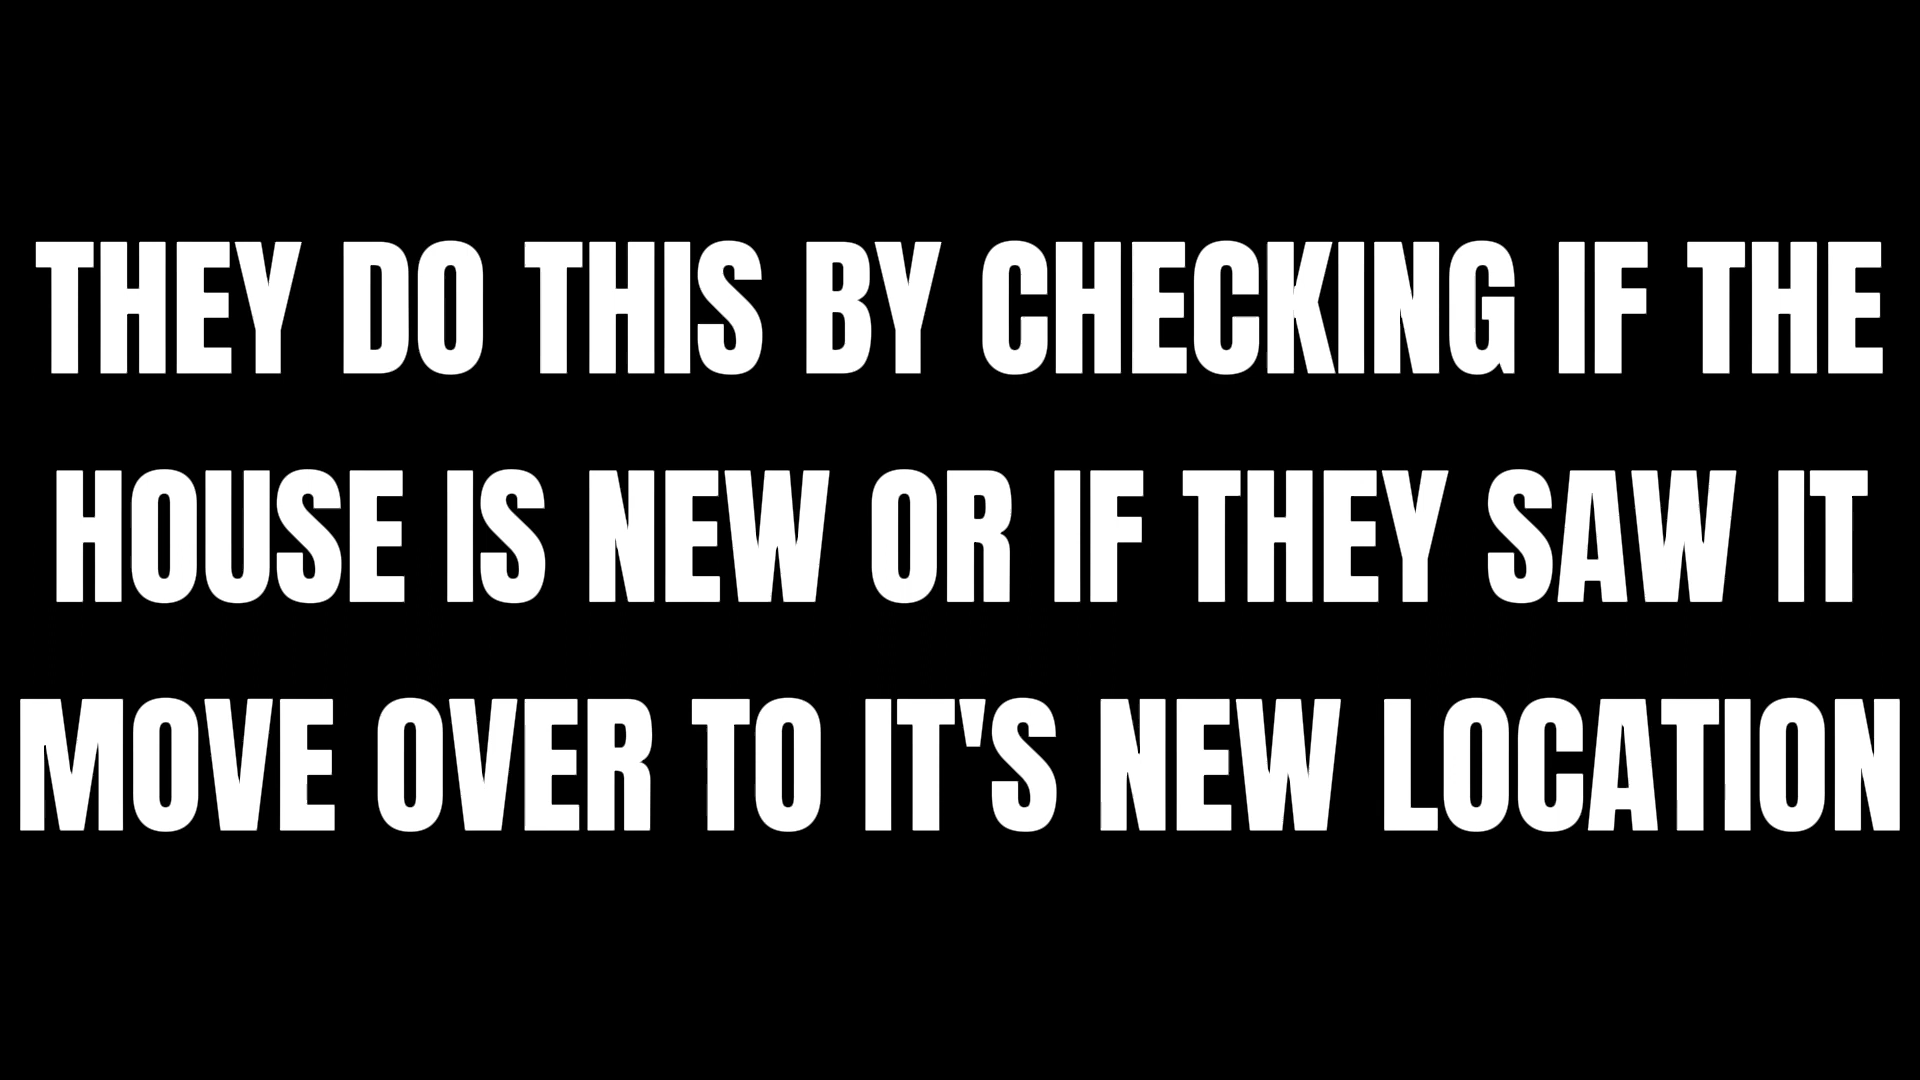 THEY DO THIS BY CHECKING IF THE
HOUSE IS NEW OR IF THEY SAW IT
MOVE OVER TO IT'S NEW LOCATION